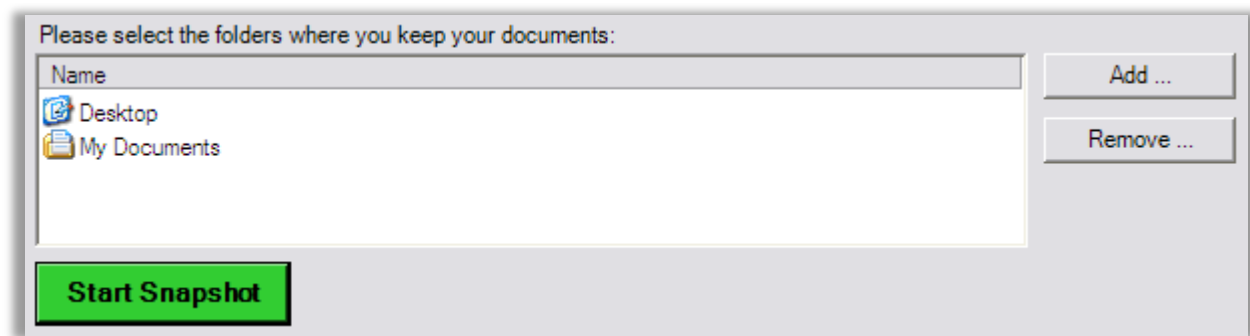 Please select the folders where you keep your documents:
Name
Add ...
Desktop
My Documents
Remove ...
Start Snapshot